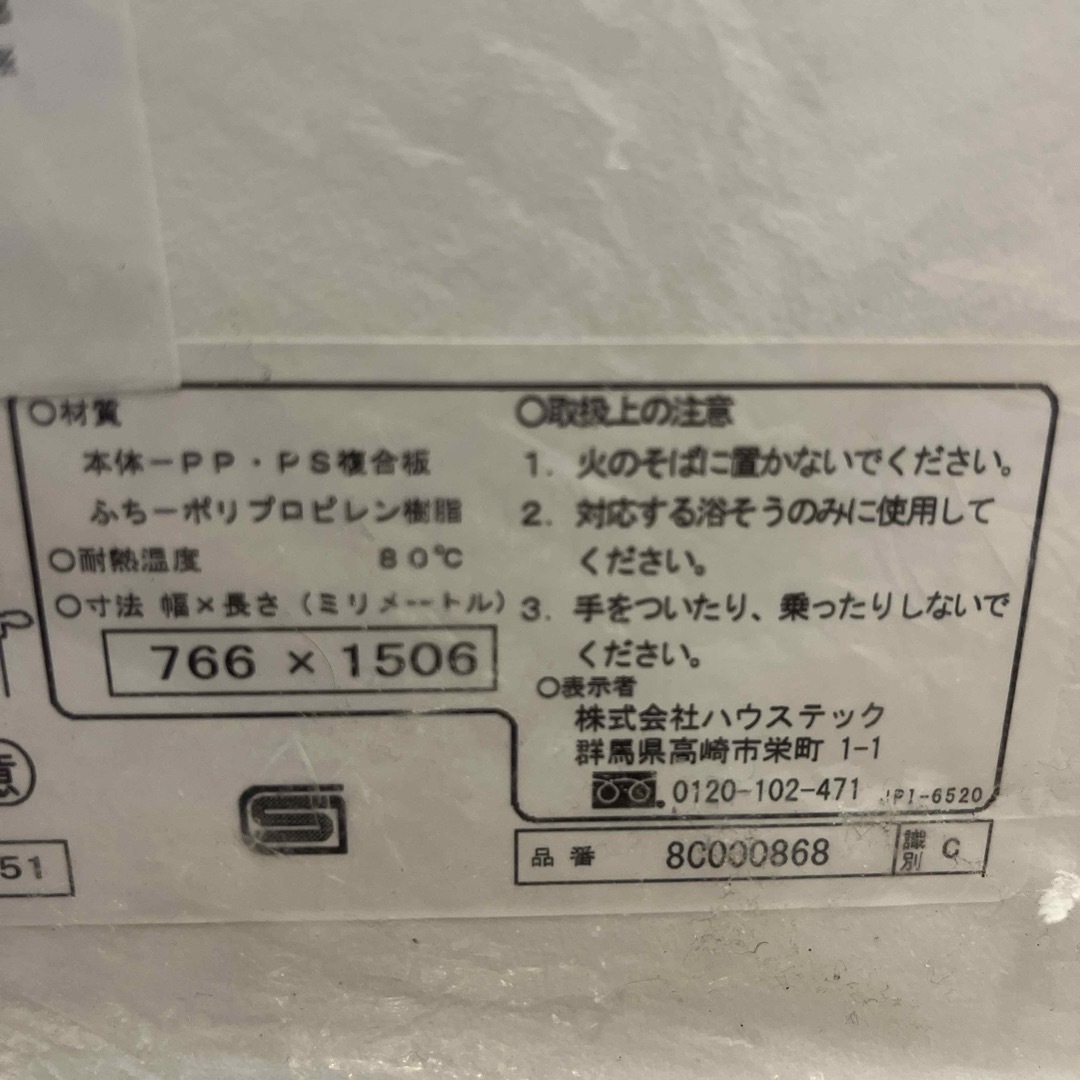 ○材質
本体－PP・PS複合板
ふち－ポリプロピレン樹脂
○耐熱温度 80℃
○寸法 幅×長さ（ミリメートル）
766 × 1506
○取扱上の注意
1. 火のそばに置かないでください。
2. 対応する浴そうのみに使用して
ください。
3. 手をついたり、乗ったりしないで
ください。
○表示者
株式会社ハウステック
群馬県高崎市栄町 1-1
0120-102-471
PI-6520
品番 8C000868 識別 C
51